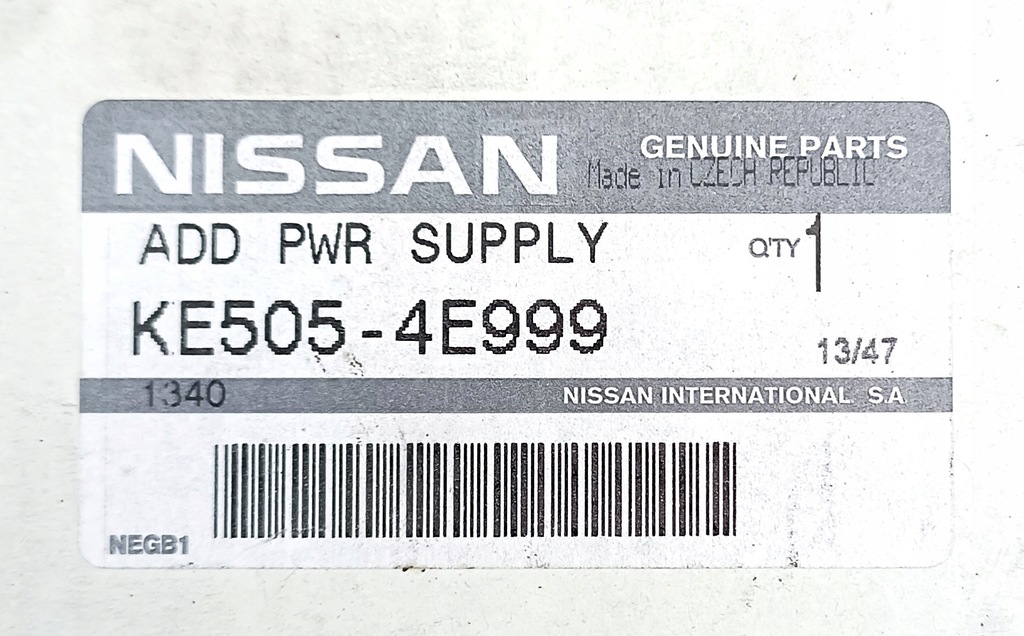 NISSAN
GENUINE PARTS
Made in CZECH REPUBLIC
ADD PWR SUPPLY
Q'TY 1
KE505-4E999
13/47
1340
NISSAN INTERNATIONAL S.A
NEGB1